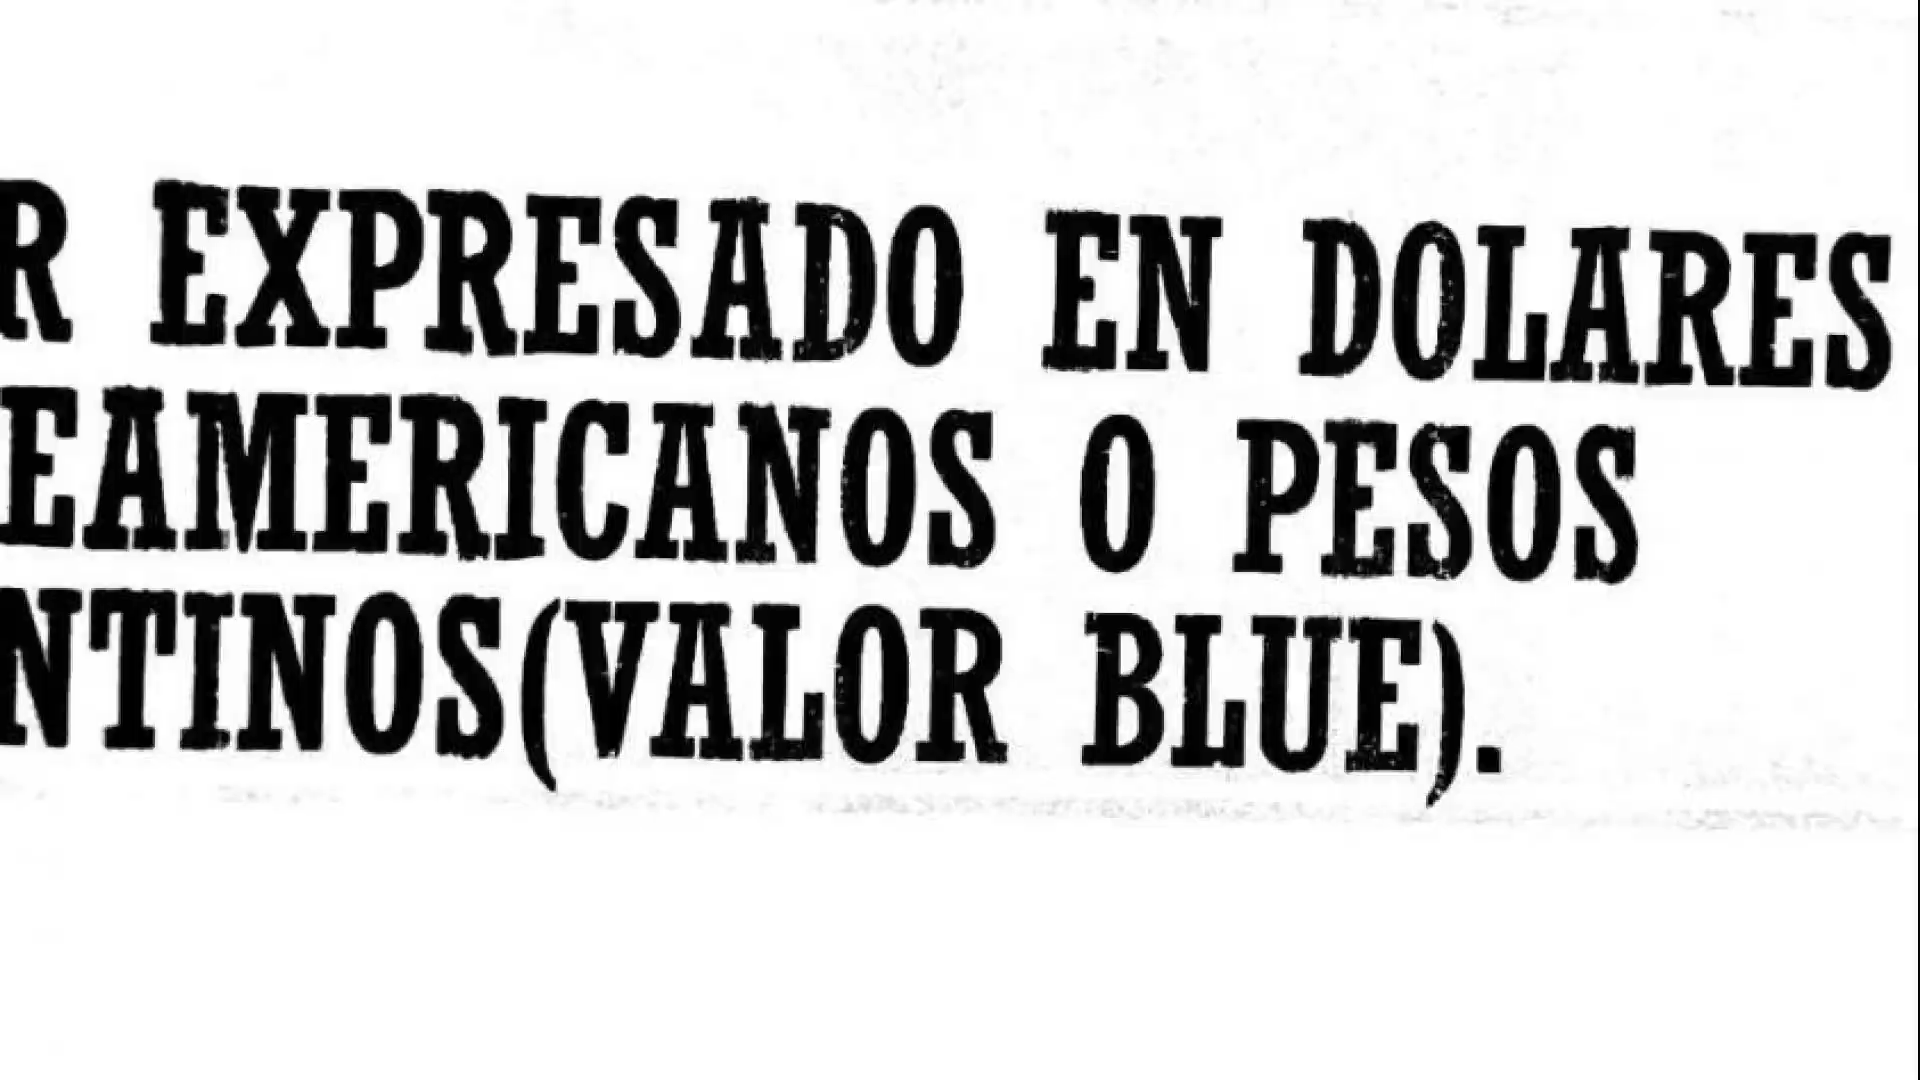 R EXPRESADO EN DOLARES
EAMERICANOS O PESOS
NTINOS(VALOR BLUE).